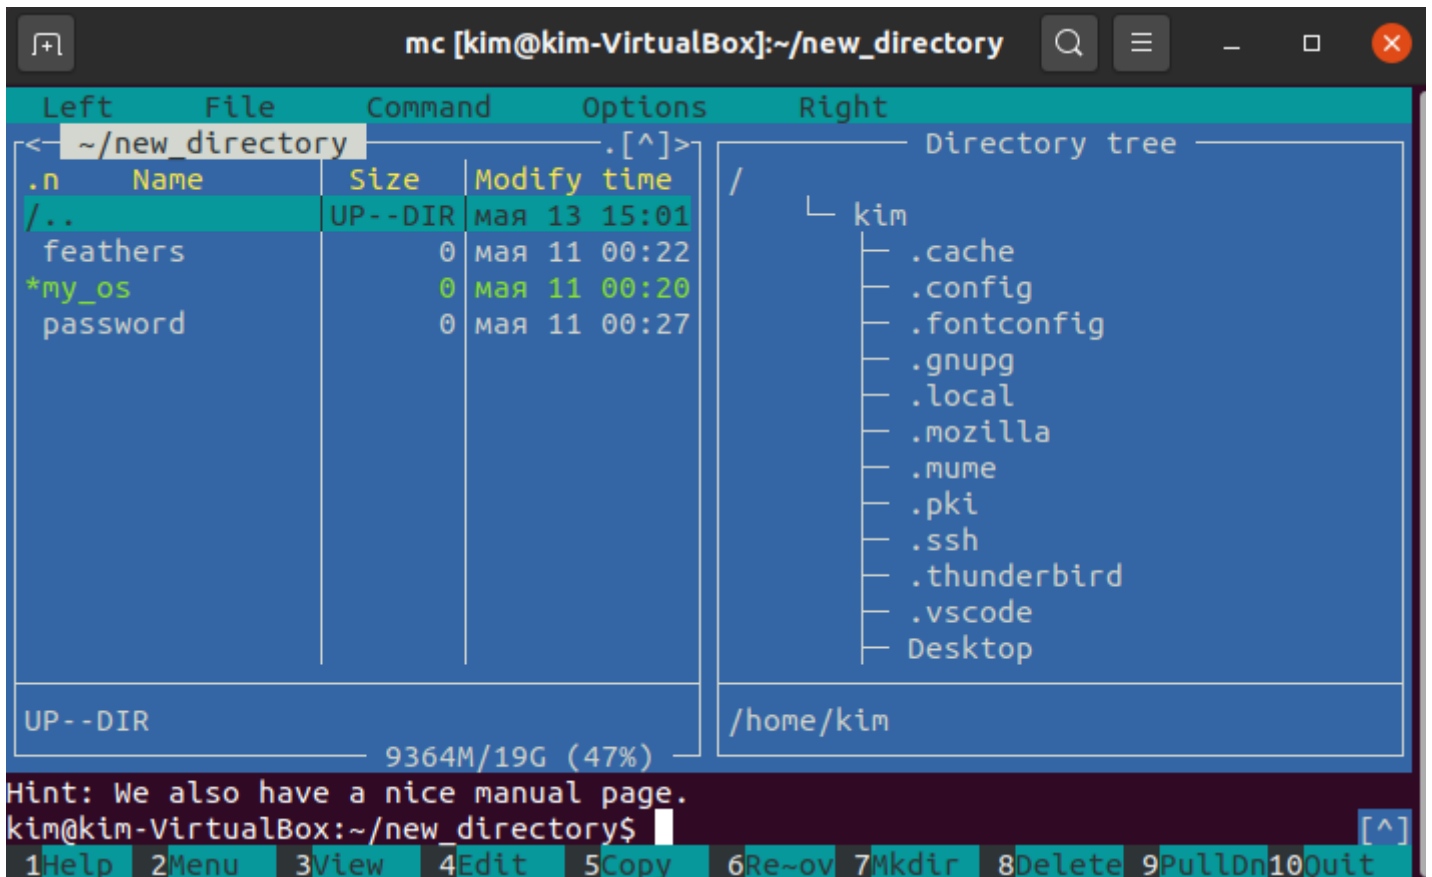 mc [kim@kim-VirtualBox]:~/new_directory
Left File Command Options Right
<─ ~/new_directory ─.[^]>
.n Name Size Modify time
/.. UP--DIR мая 13 15:01
feathers 0 мая 11 00:22
*my_os 0 мая 11 00:20
password 0 мая 11 00:27
UP--DIR
9364M/19G (47%)
Directory tree
/
kim
.cache
.config
.fontconfig
.gnupg
.local
.mozilla
.mume
.pki
.ssh
.thunderbird
.vscode
Desktop
/home/kim
Hint: We also have a nice manual page.
kim@kim-VirtualBox:~/new_directory$ [^]
1Help 2Menu 3View 4Edit 5Copy 6Re~ov 7Mkdir 8Delete 9PullDn 10Quit